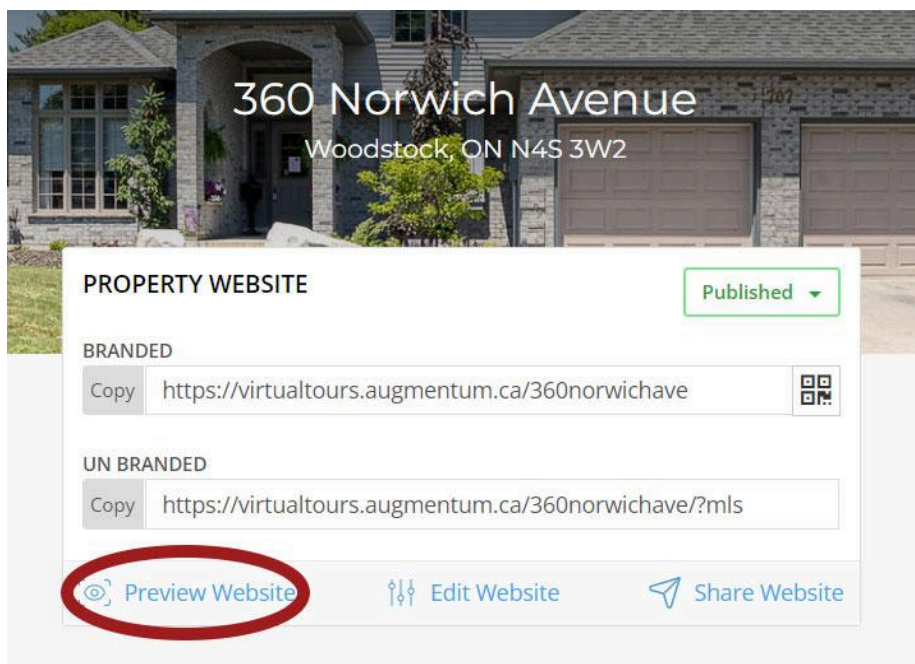 360 Norwich Avenue
Woodstock, ON N4S 3W2
PROPERTY WEBSITE
Published
BRANDED
Copy https://virtualtours.augmentum.ca/360norwichave
UN BRANDED
Copy https://virtualtours.augmentum.ca/360norwichave/?mls
Preview Website Edit Website Share Website